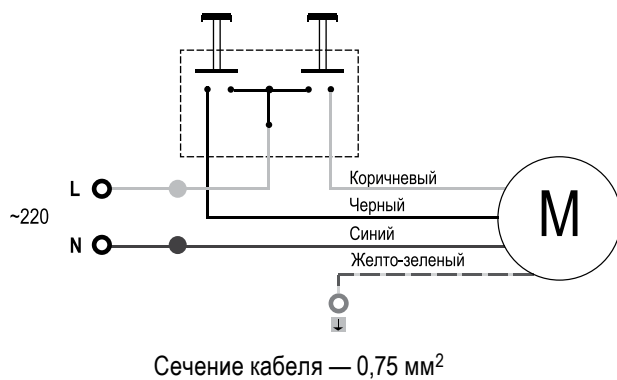 Коричневый
L
Черный
~220
M
Синий
N
Желто-зеленый
Сечение кабеля — 0,75 мм²